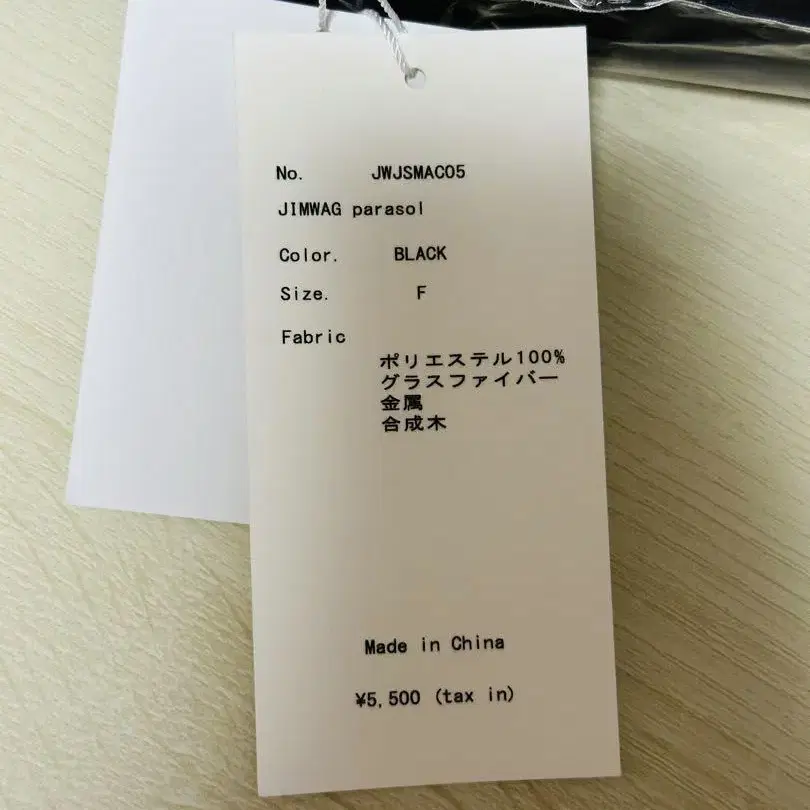 No. JWJSMAC05
JIMWAG parasol
Color. BLACK
Size. F
Fabric
ポリエステル100%
グラスファイバー
金属
合成木
Made in China
¥5,500 (tax in)